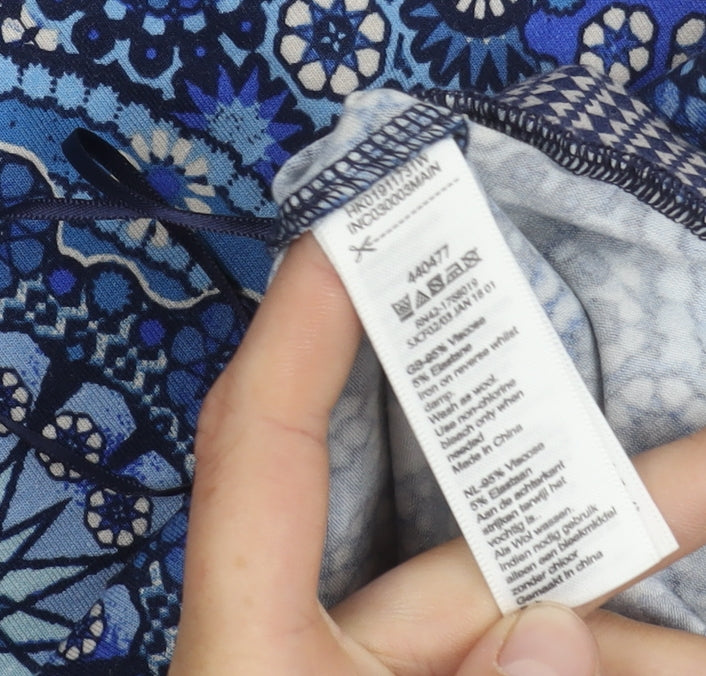 INC030003MAIN
440477
GB-95% Viscose
5% Elastane
Iron on reverse whilst
damp.
Wash as wool.
Use non-chlorine
bleach only when
needed
Made in China
NL-95% Viscose
5% Elastaan
Aan de achterkant
strijken terwijl het
vochtig is.
Als Wol wassen.
Indien nodig gebruik
alleen een bleekmiddel
zonder chloor
Gemaakt in china